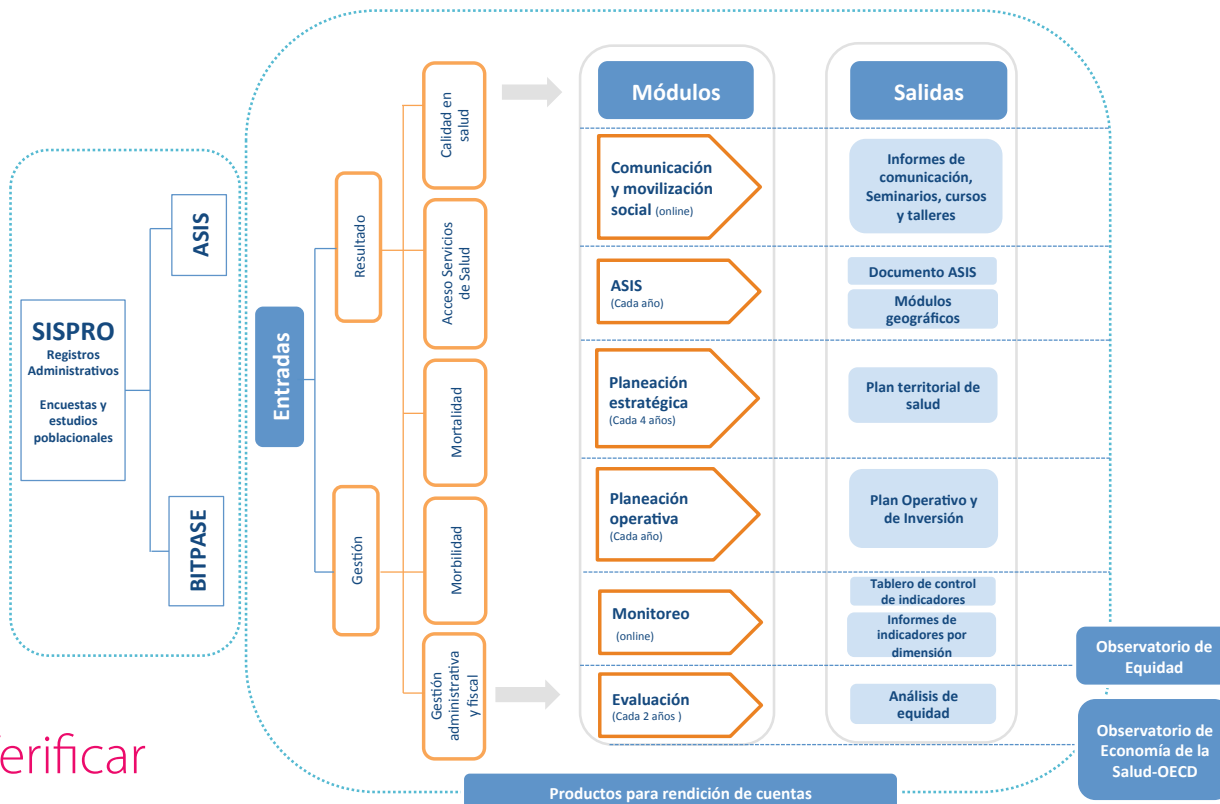 SISPRO
Registros
Administrativos
Encuestas y
estudios
poblacionales
ASIS
BITPASE
Entradas
Resultado
Gestión
Calidad en
salud
Acceso Servicios
de Salud
Mortalidad
Morbilidad
Gestión
administrativa
y fiscal
Módulos
Salidas
Comunicación
y movilización
social (online)
Informes de
comunicación,
Seminarios, cursos
y talleres
ASIS
(Cada año)
Documento ASIS
Módulos
geográficos
Planeación
estratégica
(Cada 4 años)
Plan territorial de
salud
Planeación
operativa
(Cada año)
Plan Operativo y
de Inversión
Monitoreo
(online)
Tablero de control
de indicadores
Informes de
indicadores por
dimensión
Evaluación
(Cada 2 años )
Análisis de
equidad
Observatorio de
Equidad
Observatorio de
Economía de la
Salud-OECD
Productos para rendición de cuentas
erificar